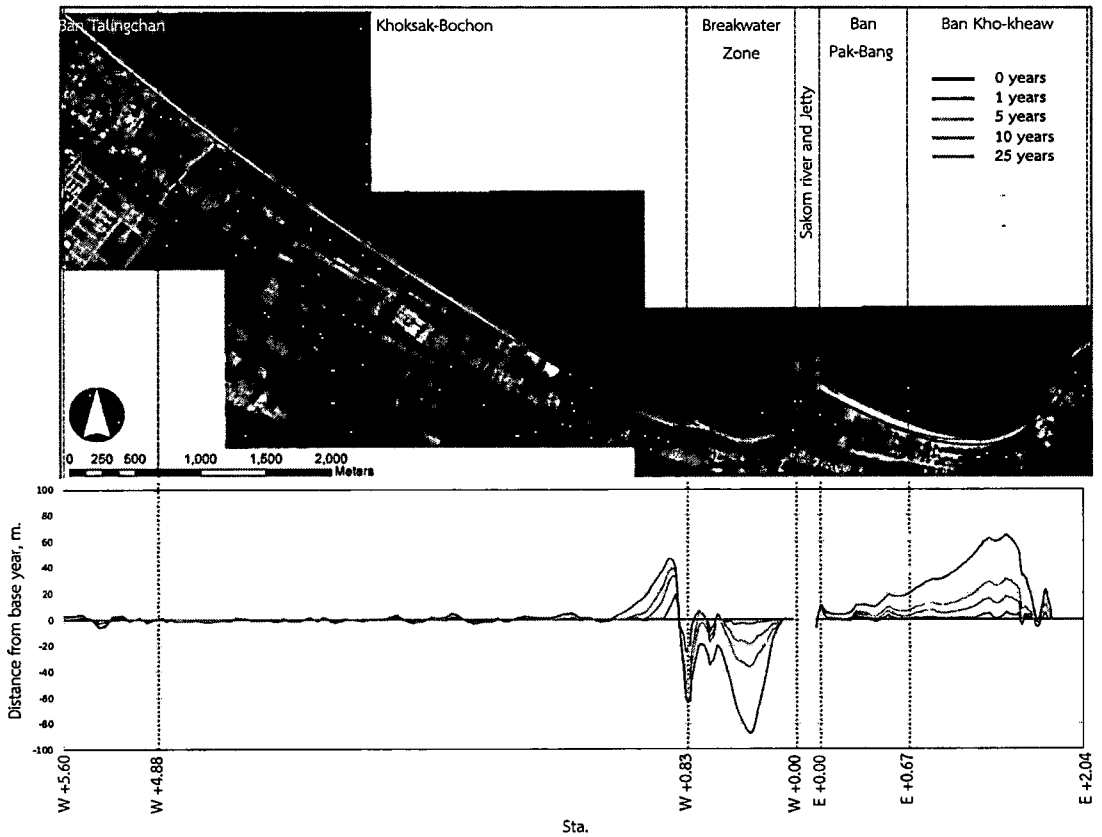 Ban Talingchan
Khoksak-Bochon
Breakwater
Zone
Sakom river and Jetty
Ban
Pak-Bang
Ban Kho-kheaw
0 years
1 years
5 years
10 years
25 years
0 250 500 1,000 1,500 2,000
Meters
Distance from base year, m.
100
80
60
40
20
0
-20
-40
-60
-80
-100
W +5.60
W +4.88
W +0.83
W +0.00
E +0.00
E +0.67
E +2.04
Sta.